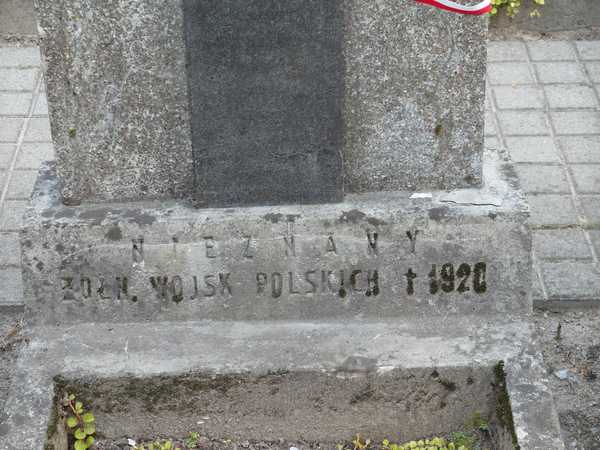 NIEZNANY
ŻOŁN. WOJSK POLSKICH † 1920